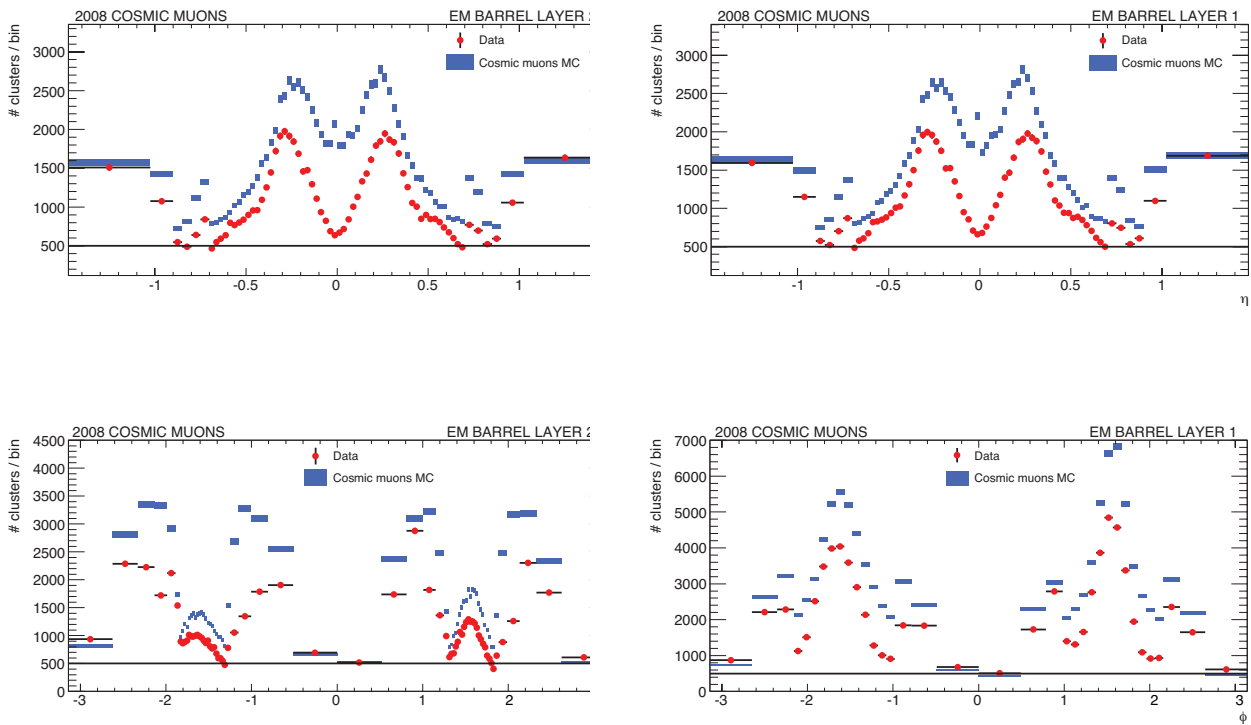 2008 COSMIC MUONS EM BARREL LAYER
# clusters / bin
Data
Cosmic muons MC
3000
2500
2000
1500
1000
500
-1 -0.5 0 0.5 1
2008 COSMIC MUONS EM BARREL LAYER 1
# clusters / bin
Data
Cosmic muons MC
3500
3000
2500
2000
1500
1000
500
-1 -0.5 0 0.5 1
η
2008 COSMIC MUONS EM BARREL LAYER 2
# clusters / bin
Data
Cosmic muons MC
4500
4000
3500
3000
2500
2000
1500
1000
500
0
-3 -2 -1 0 1 2
2008 COSMIC MUONS EM BARREL LAYER 1
# clusters / bin
Data
Cosmic muons MC
7000
6000
5000
4000
3000
2000
1000
0
-3 -2 -1 0 1 2 3
ϕ